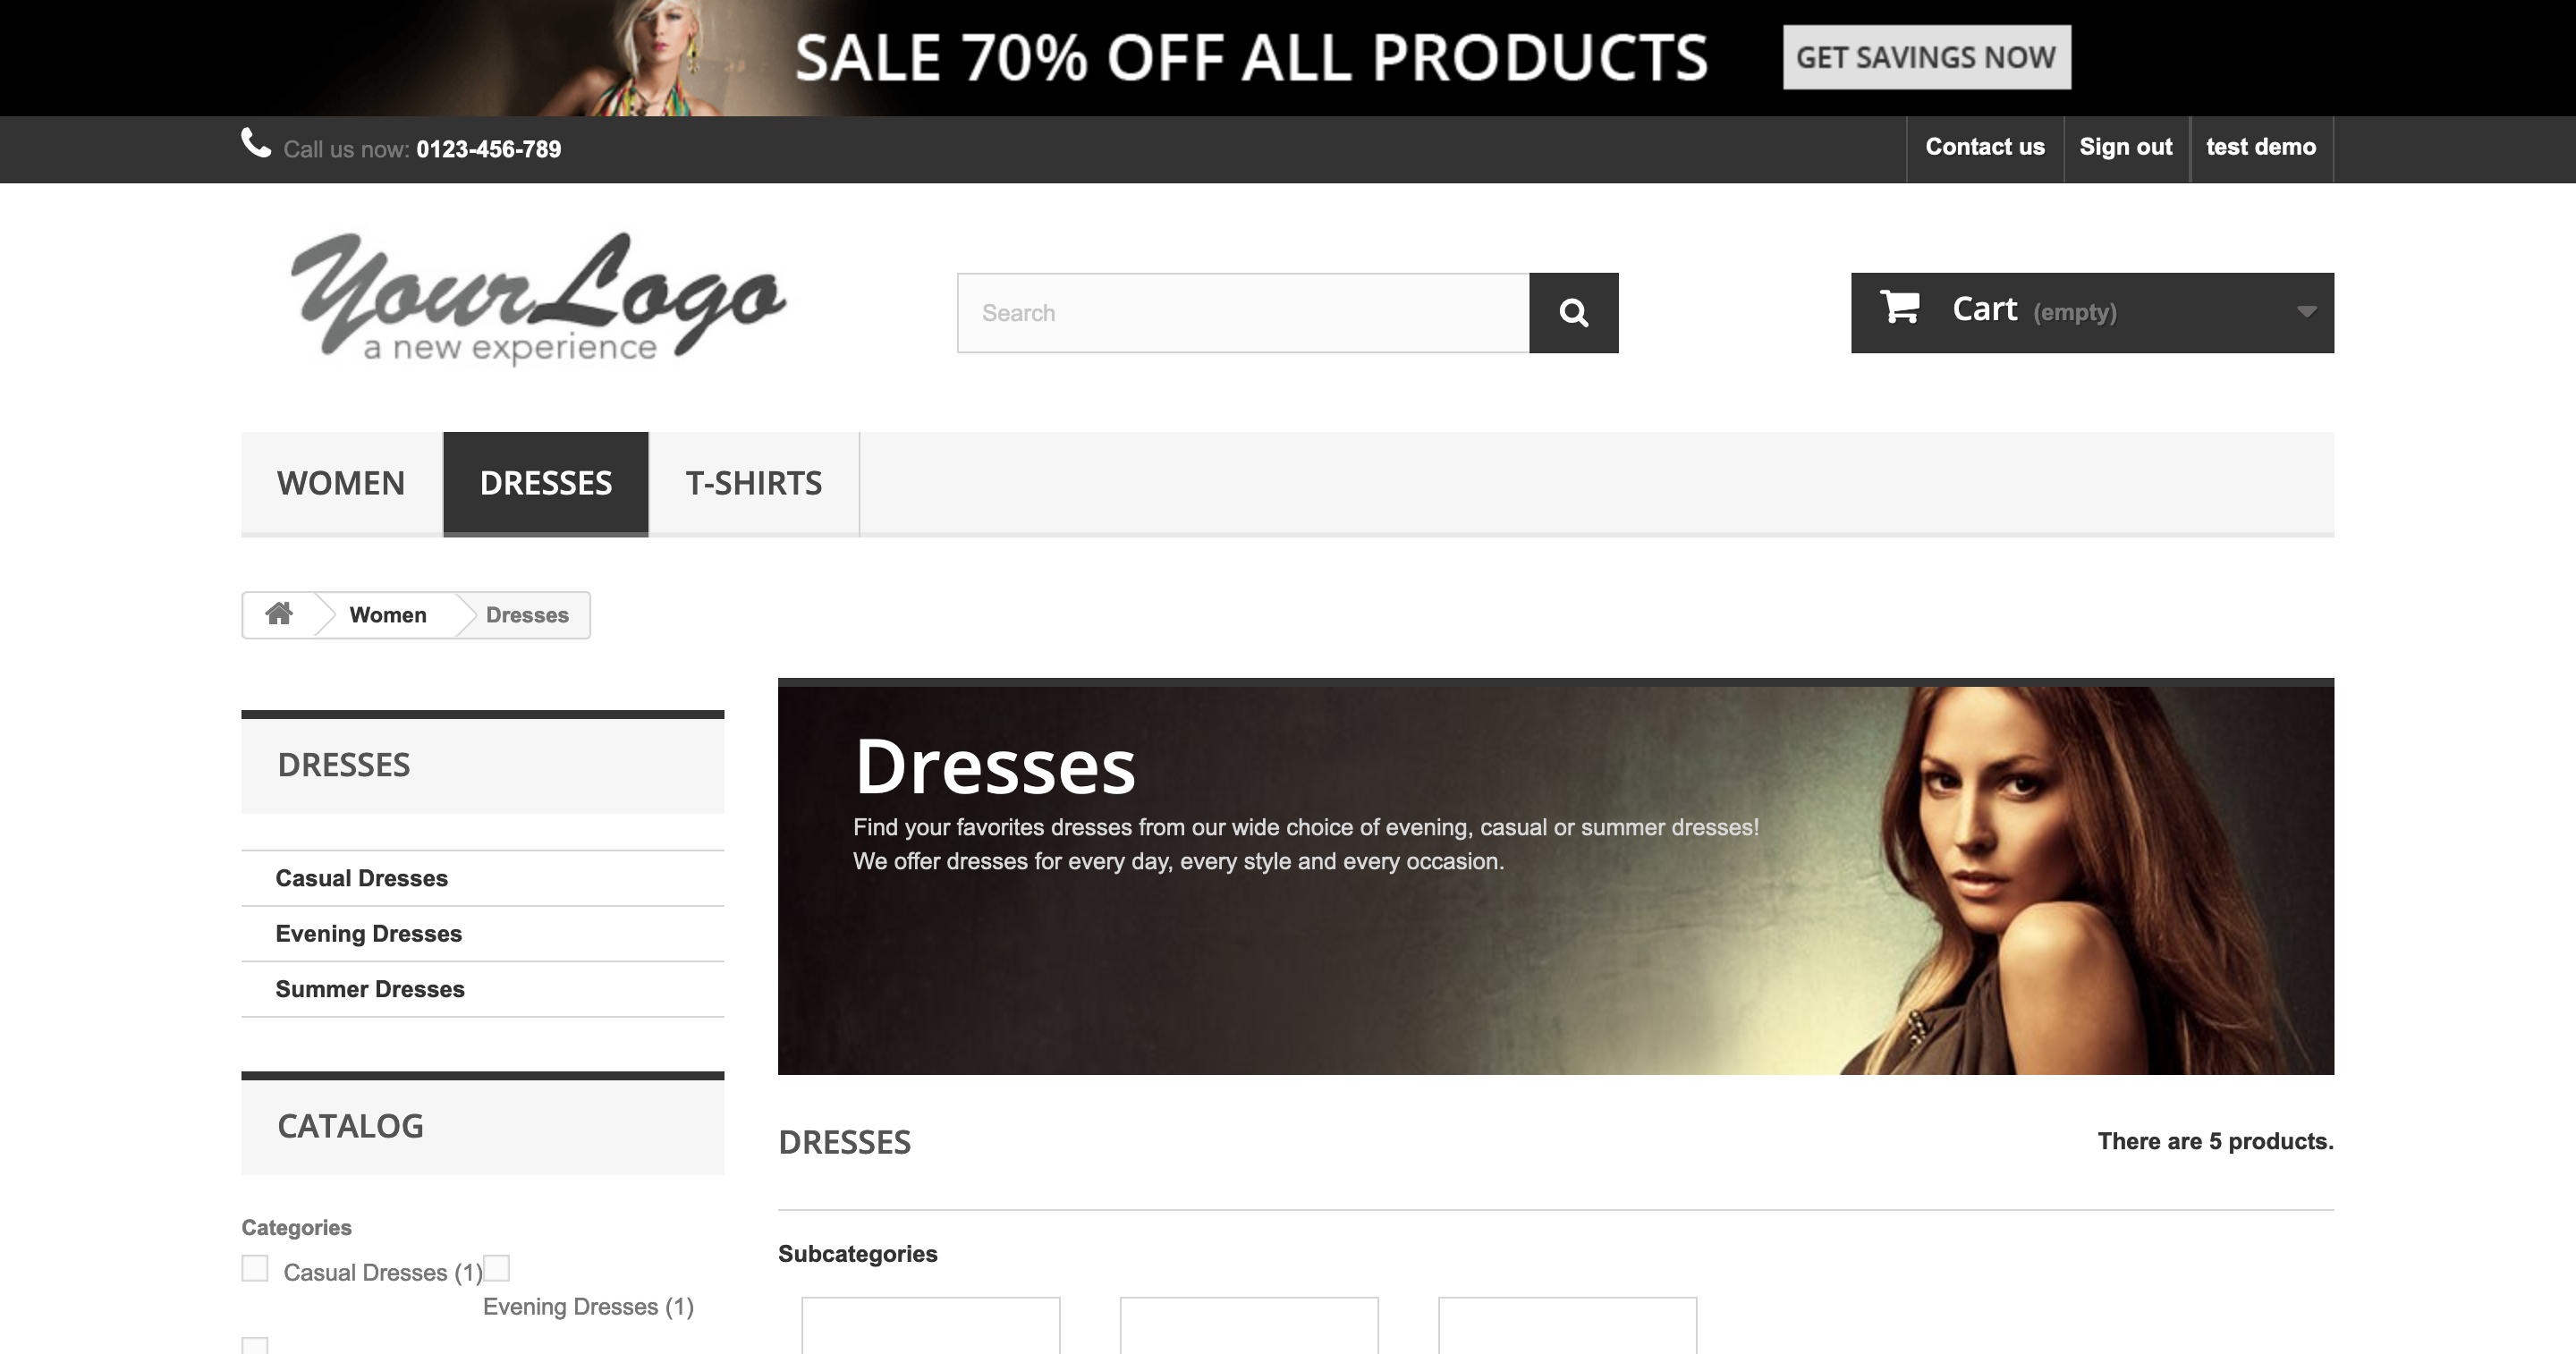 SALE 70% OFF ALL PRODUCTS
GET SAVINGS NOW
Call us now: 0123-456-789
Contact us
Sign out
test demo
YourLogo
a new experience
Search
Cart (empty)
WOMEN
DRESSES
T-SHIRTS
Women
Dresses
DRESSES
Casual Dresses
Evening Dresses
Summer Dresses
CATALOG
Categories
Casual Dresses (1)
Evening Dresses (1)
Dresses
Find your favorites dresses from our wide choice of evening, casual or summer dresses!
We offer dresses for every day, every style and every occasion.
DRESSES
There are 5 products.
Subcategories